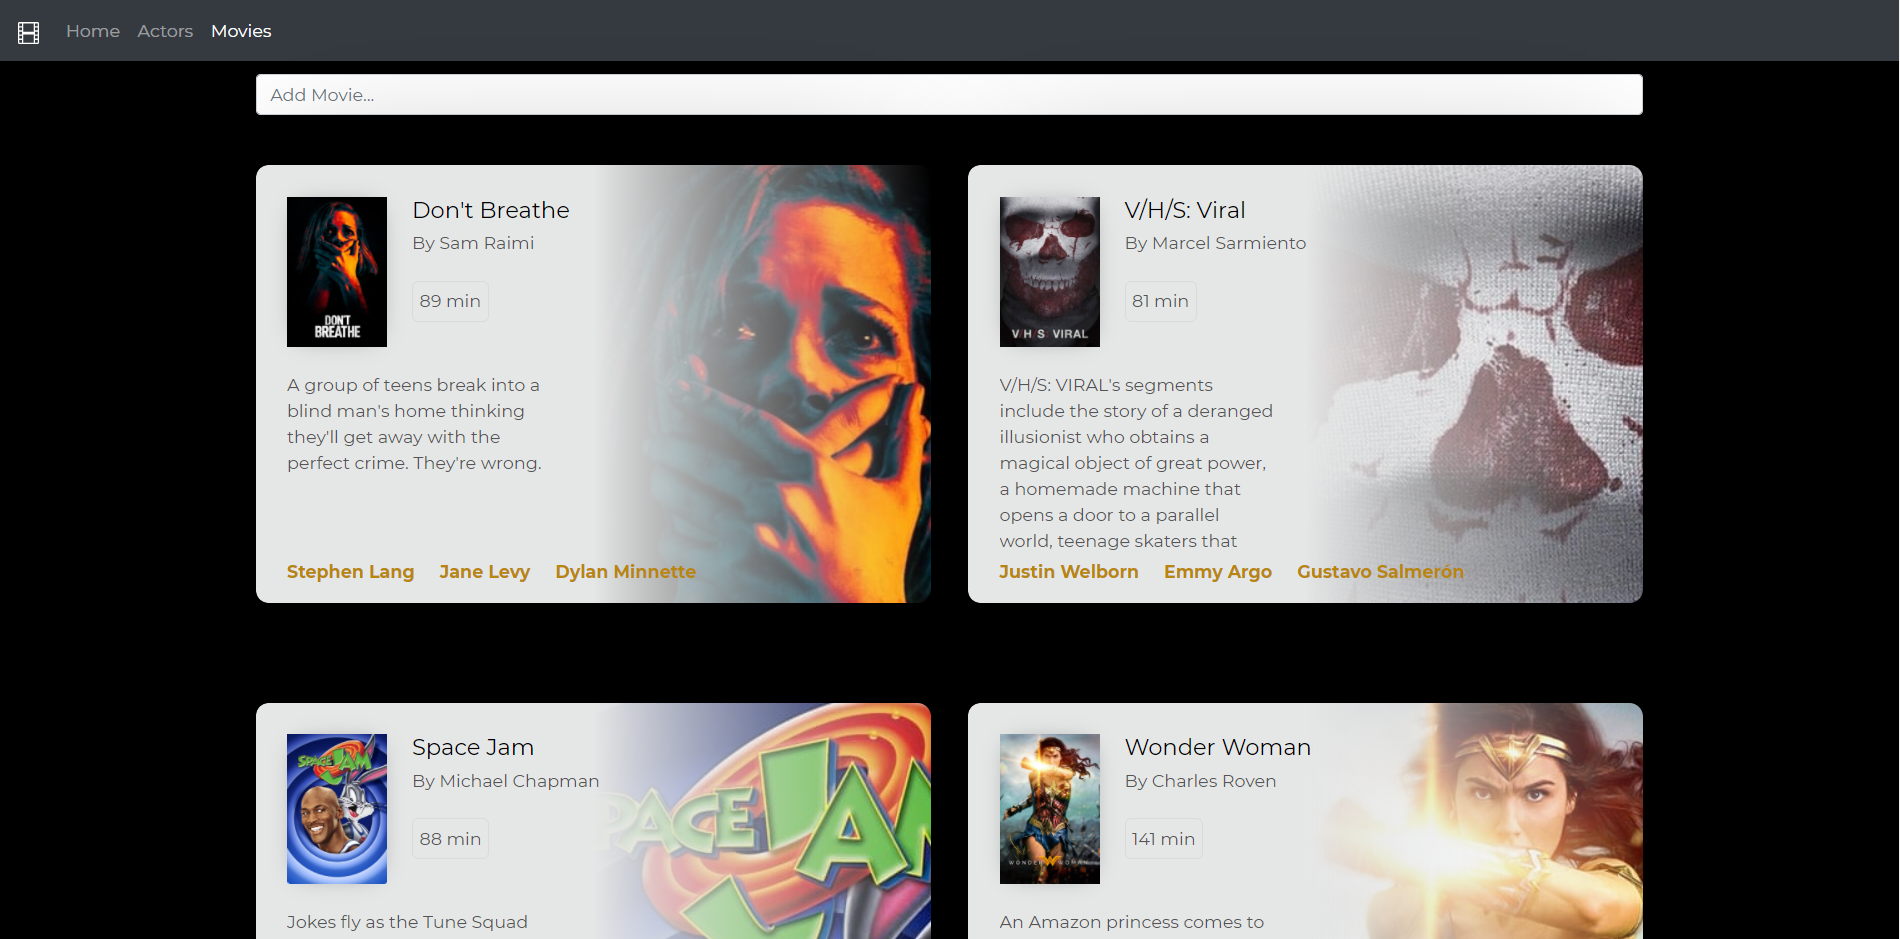 Home Actors Movies
Add Movie...
Don't Breathe
By Sam Raimi
89 min
DON'T
BREATHE
A group of teens break into a
blind man's home thinking
they'll get away with the
perfect crime. They're wrong.
Stephen Lang Jane Levy Dylan Minnette
V/H/S: Viral
By Marcel Sarmiento
81 min
V H S VIRAL
V/H/S: VIRAL's segments
include the story of a deranged
illusionist who obtains a
magical object of great power,
a homemade machine that
opens a door to a parallel
world, teenage skaters that
Justin Welborn Emmy Argo Gustavo Salmerón
Space Jam
By Michael Chapman
88 min
SPACE JAM
Jokes fly as the Tune Squad
PACE JAM
Wonder Woman
By Charles Roven
141 min
WONDER WOMAN
An Amazon princess comes to